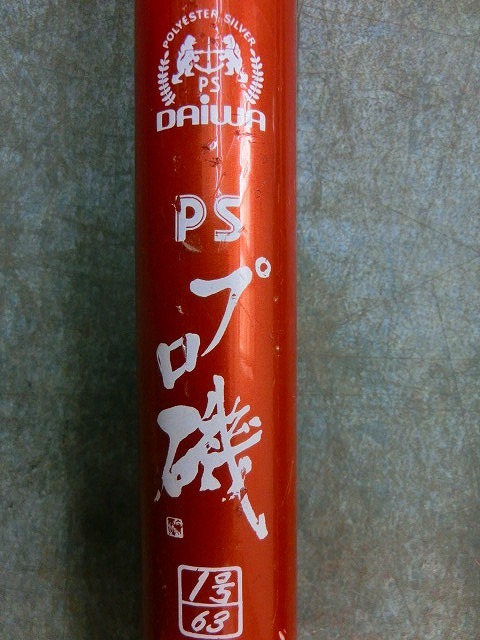 POLYESTER SILVER
PS
DAIWA
PS
プロ
磯
1号
63